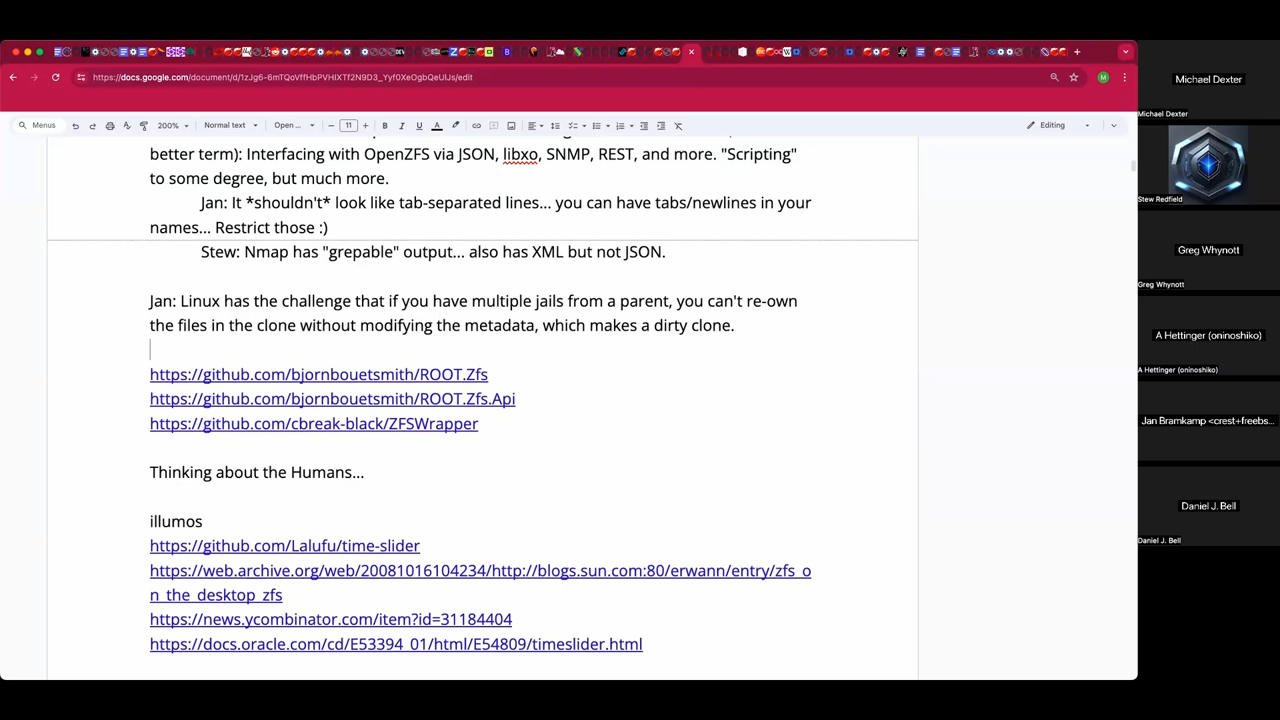 https://docs.google.com/document/d/1zJg6-6mTQoVffHbPVHIXTf2N9D3_Yyf0XeOgbQeUIJs/edit
Menus
200%
Normal text
Open ...
11
Editing
better term): Interfacing with OpenZFS via JSON, libxo, SNMP, REST, and more. "Scripting"
to some degree, but much more.
Jan: It *shouldn't* look like tab-separated lines... you can have tabs/newlines in your
names... Restrict those :)
Stew: Nmap has "grepable" output... also has XML but not JSON.
Jan: Linux has the challenge that if you have multiple jails from a parent, you can't re-own
the files in the clone without modifying the metadata, which makes a dirty clone.
https://github.com/bjornbouetsmith/ROOT.Zfs
https://github.com/bjornbouetsmith/ROOT.Zfs.Api
https://github.com/cbreak-black/ZFSWrapper
Thinking about the Humans...
illumos
https://github.com/Lalufu/time-slider
https://web.archive.org/web/20081016104234/http://blogs.sun.com:80/erwann/entry/zfs_o
n_the_desktop_zfs
https://news.ycombinator.com/item?id=31184404
https://docs.oracle.com/cd/E53394_01/html/E54809/timeslider.html
Michael Dexter
Michael Dexter
Stew Redfield
Greg Whynott
Greg Whynott
A Hettinger (oninoshiko)
A Hettinger (oninoshiko)
Jan Bramkamp <crest+freebs...
Daniel J. Bell
Daniel J. Bell